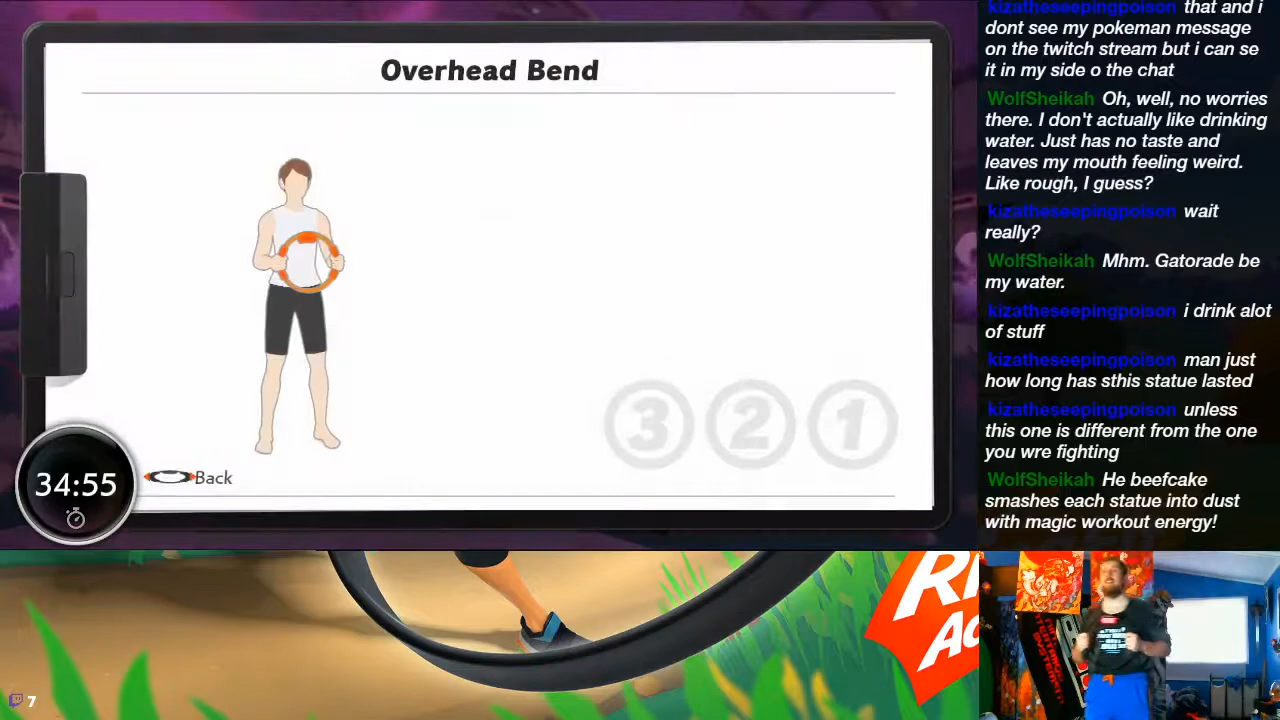 Overhead Bend
3 2 1
34:55
Back
kizatheseepingpoison that and i
dont see my pokeman message
on the twitch stream but i can se
it in my side o the chat
WolfSheikah Oh, well, no worries
there. I don't actually like drinking
water. Just has no taste and
leaves my mouth feeling weird.
Like rough, I guess?
kizatheseepingpoison wait
really?
WolfSheikah Mhm. Gatorade be
my water.
kizatheseepingpoison i drink alot
of stuff
kizatheseepingpoison man just
how long has sthis statue lasted
kizatheseepingpoison unless
this one is different from the one
you wre fighting
WolfSheikah He beefcake
smashes each statue into dust
with magic workout energy!
7